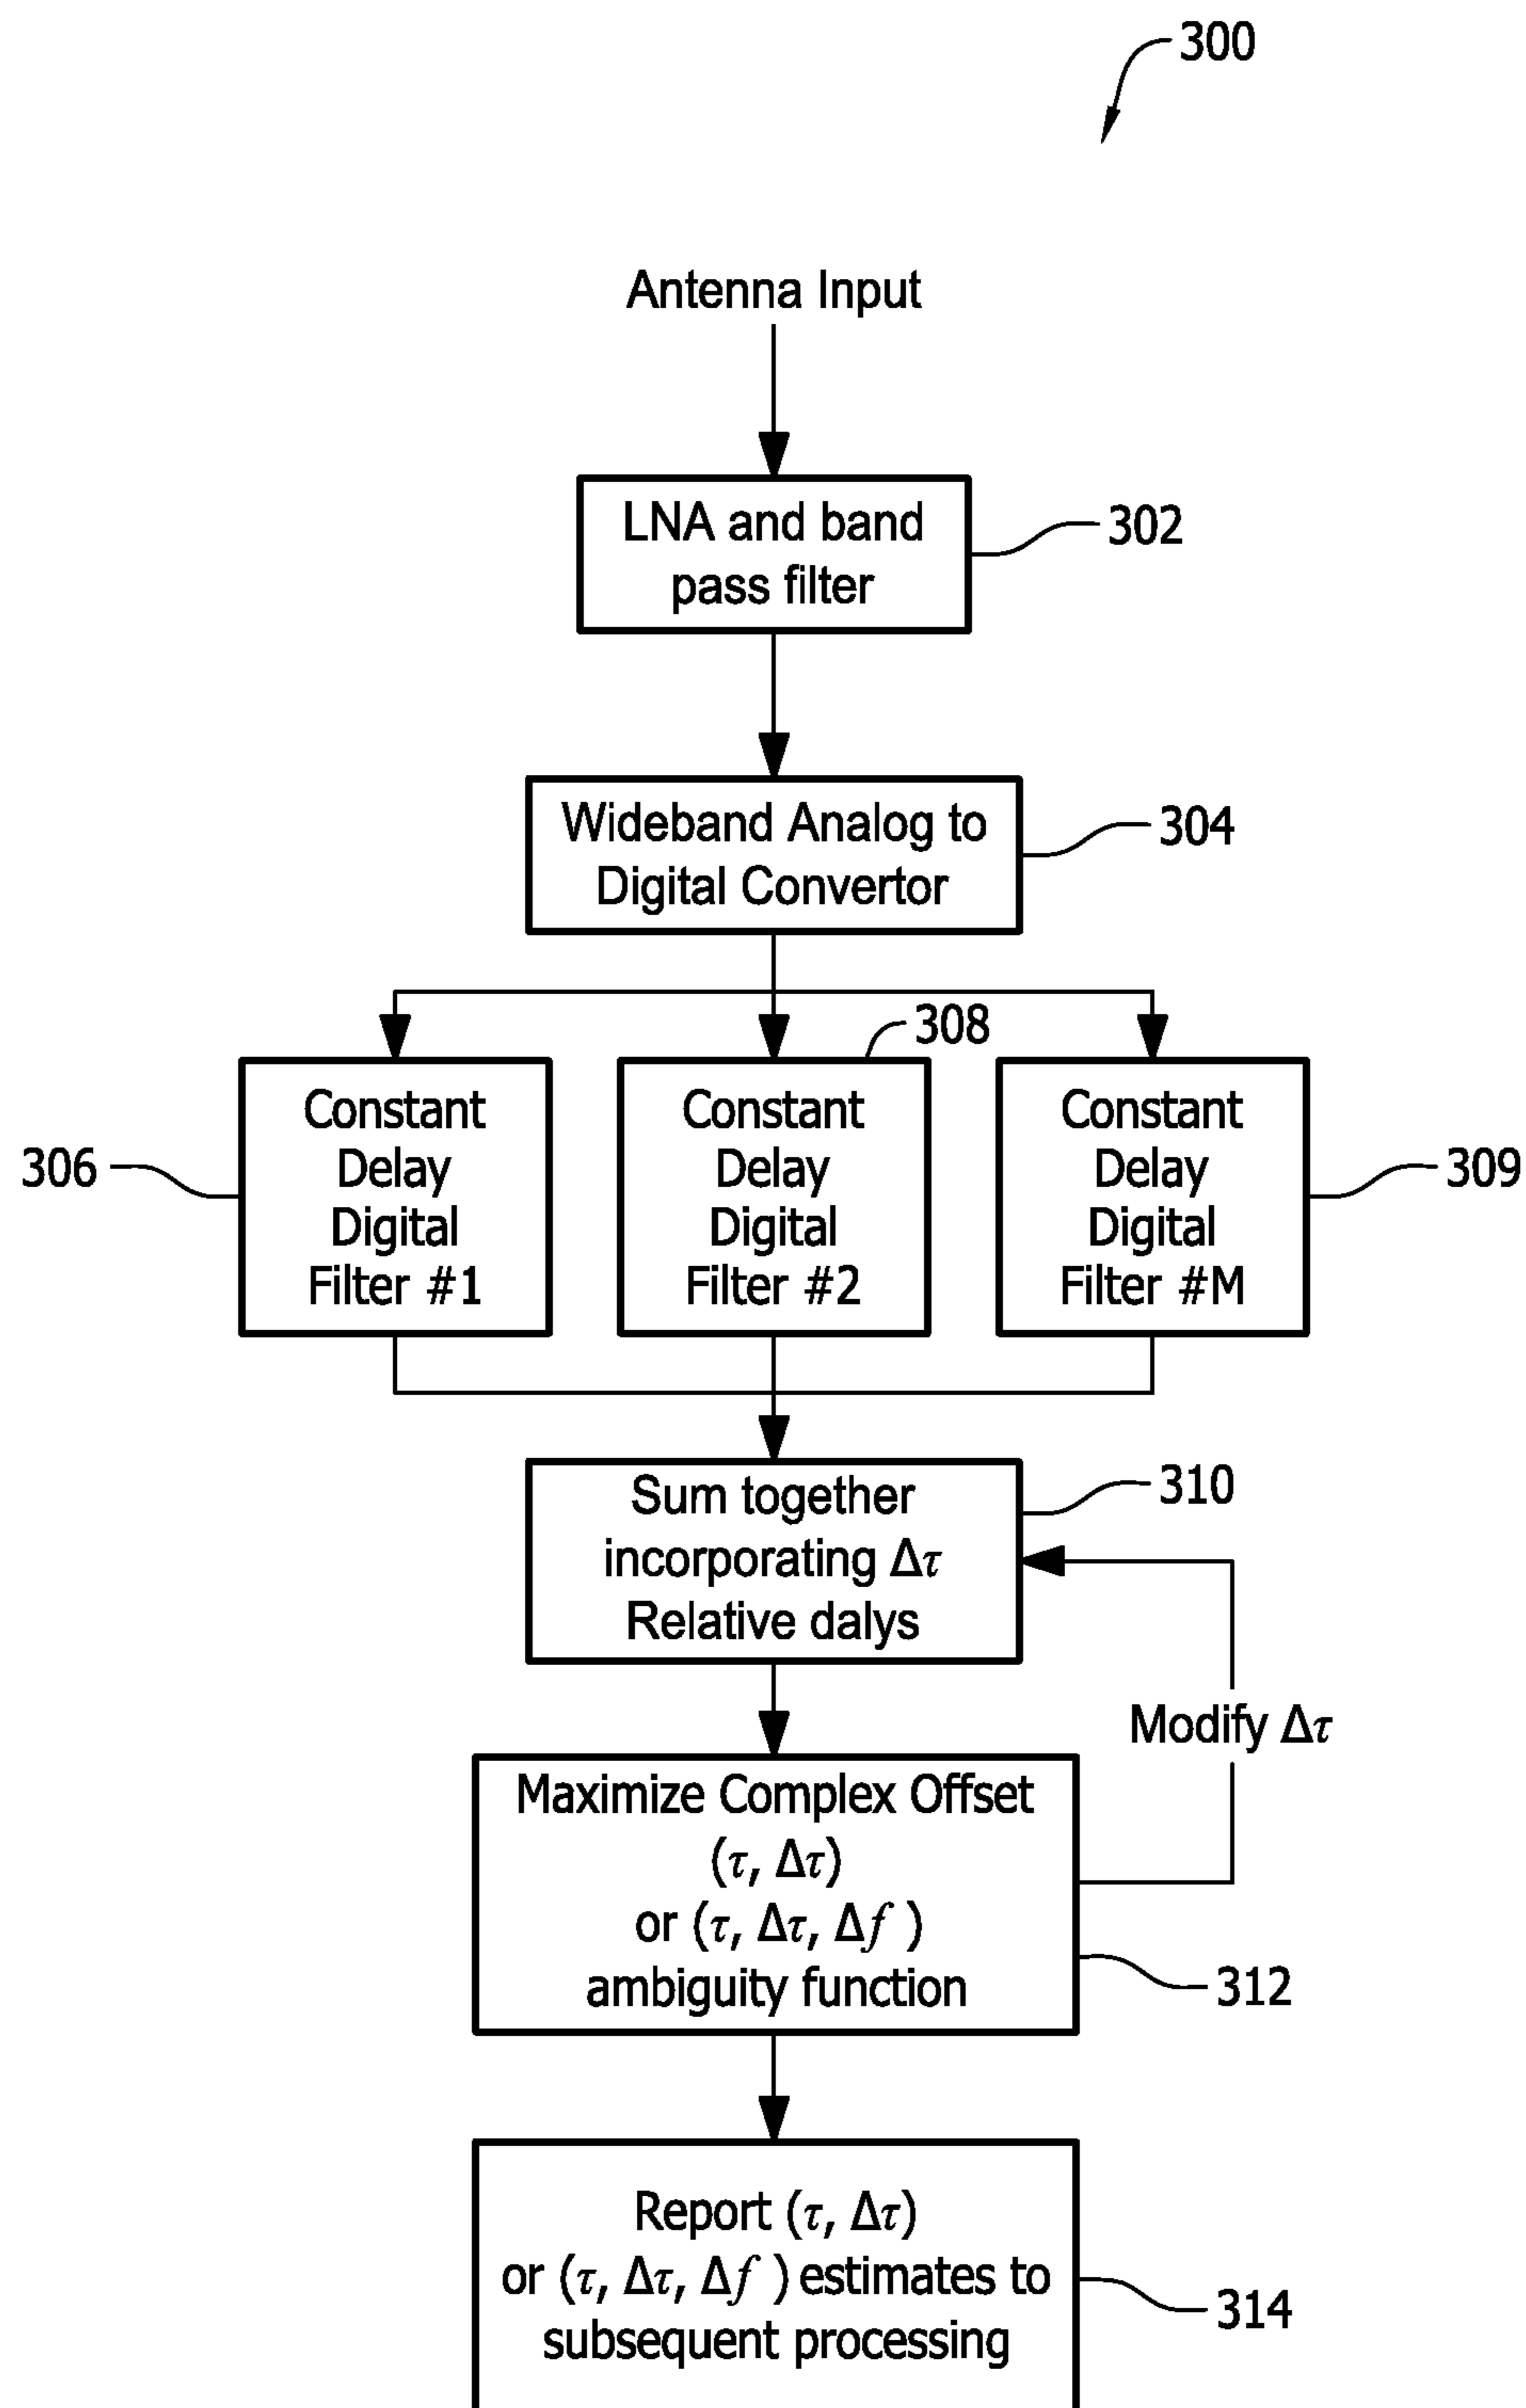 300
Antenna Input
LNA and band
pass filter
302
Wideband Analog to
Digital Convertor
304
308
Constant
Delay
Digital
Filter #1
306
Constant
Delay
Digital
Filter #2
Constant
Delay
Digital
Filter #M
309
Sum together
incorporating Δτ
Relative dalys
310
Modify Δτ
Maximize Complex Offset
(τ, Δτ)
or (τ, Δτ, Δf )
ambiguity function
312
Report (τ, Δτ)
or (τ, Δτ, Δf ) estimates to
subsequent processing
314